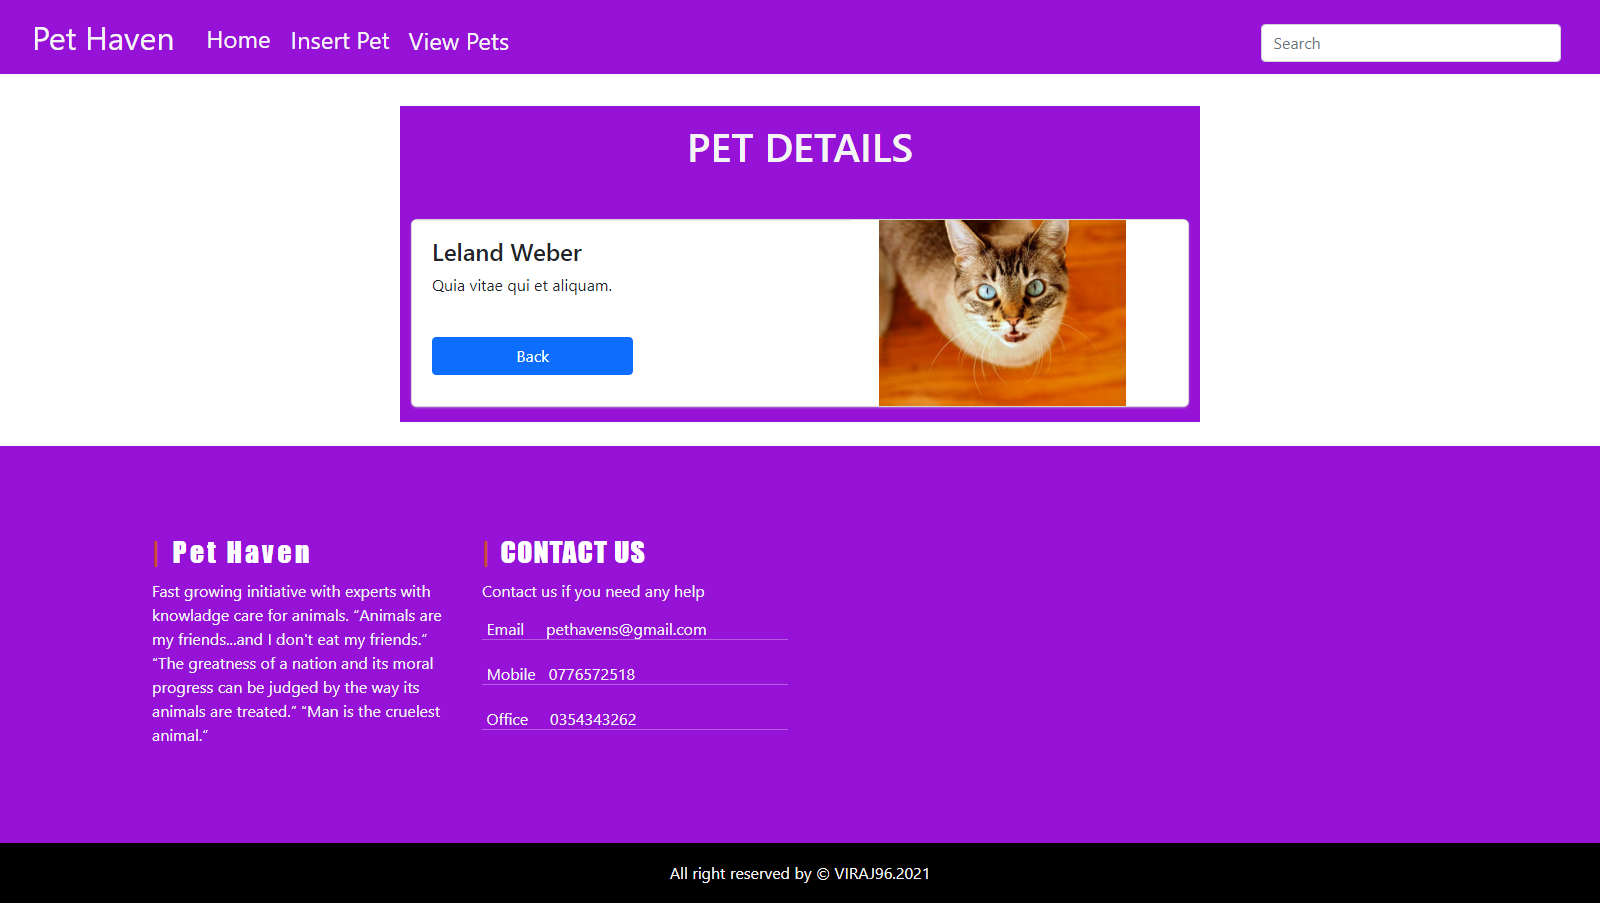 Pet Haven Home Insert Pet View Pets Search
PET DETAILS
Leland Weber
Quia vitae qui et aliquam.
Back
| Pet Haven
Fast growing initiative with experts with
knowladge care for animals. “Animals are
my friends...and I don't eat my friends.”
“The greatness of a nation and its moral
progress can be judged by the way its
animals are treated.” “Man is the cruelest
animal.”
| CONTACT US
Contact us if you need any help
Email pethavens@gmail.com
Mobile 0776572518
Office 0354343262
All right reserved by © VIRAJ96.2021